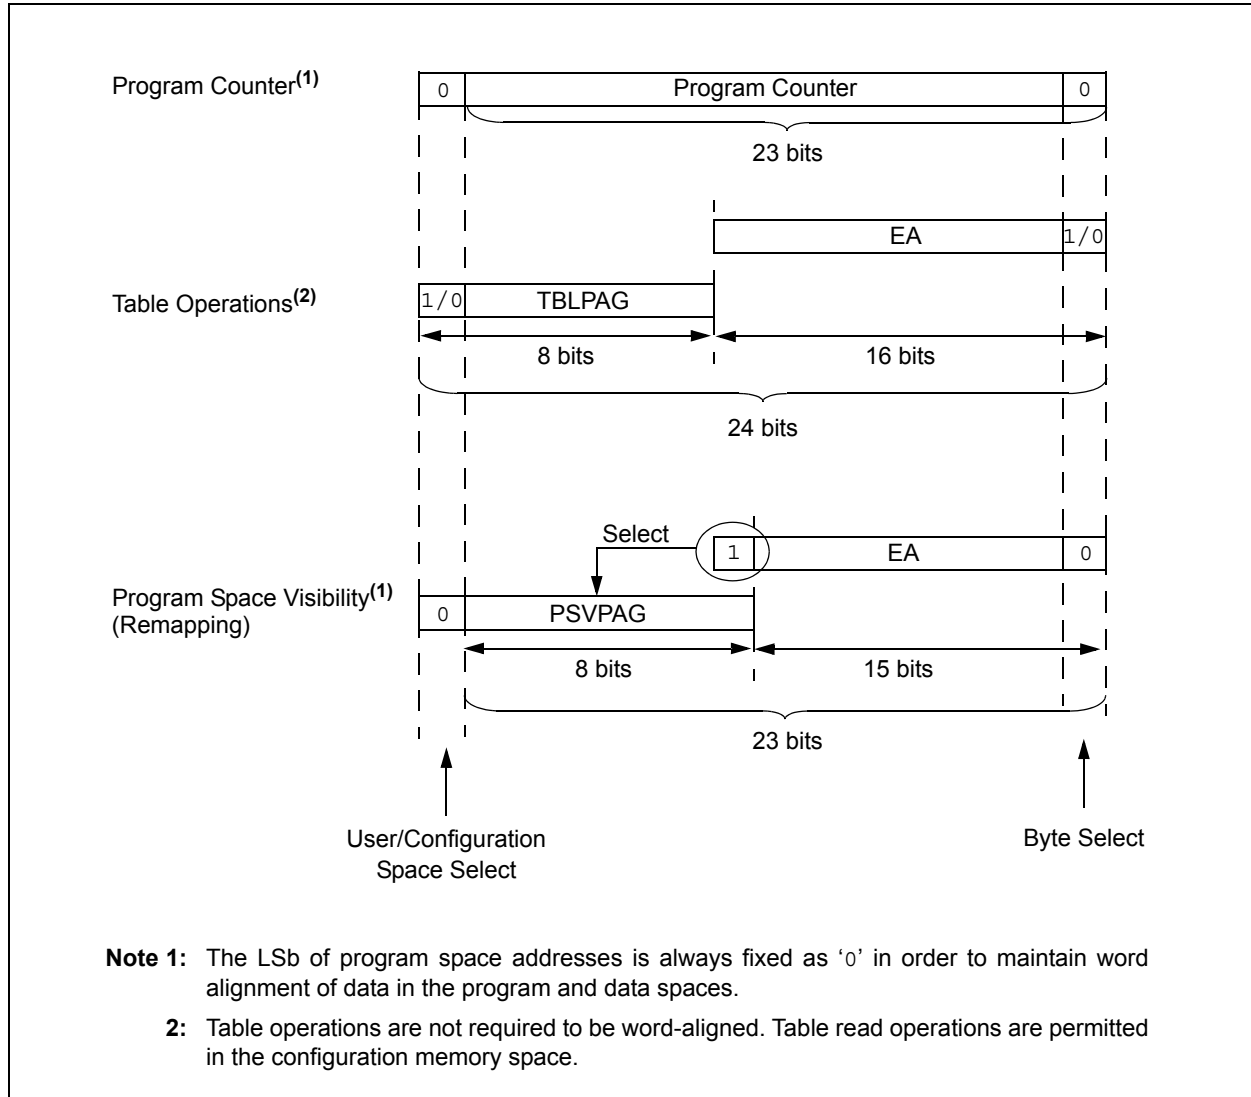 Program Counter(1)
0
Program Counter
0
23 bits
EA
1/0
Table Operations(2)
1/0
TBLPAG
8 bits
16 bits
24 bits
Select
1
EA
0
Program Space Visibility(1)
(Remapping)
0
PSVPAG
8 bits
15 bits
23 bits
User/Configuration
Space Select
Byte Select
Note 1: The LSb of program space addresses is always fixed as ‘0’ in order to maintain word
alignment of data in the program and data spaces.
2: Table operations are not required to be word-aligned. Table read operations are permitted
in the configuration memory space.